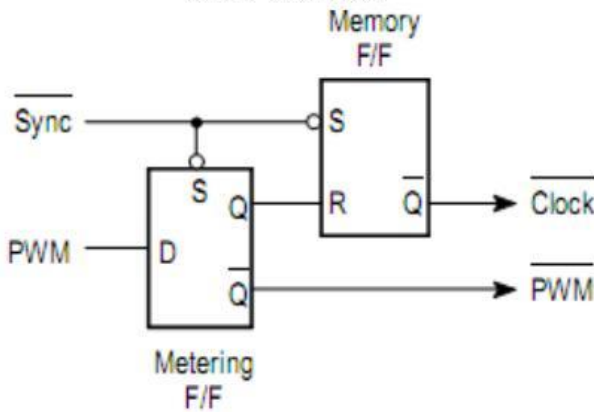 Memory
F/F
Sync
S
S
Q
R
Q
Clock
PWM
D
Q
PWM
Metering
F/F